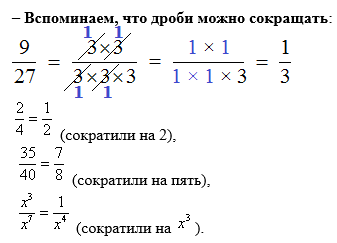 – Вспоминаем, что дроби можно сокращать:
9/27 = (3×3)/(3×3×3) = (1 × 1)/(1 × 1 × 3) = 1/3
1 1
1 1
2/4 = 1/2 (сократили на 2),
35/40 = 7/8 (сократили на пять),
x³/x⁷ = 1/x⁴ (сократили на x³ ).